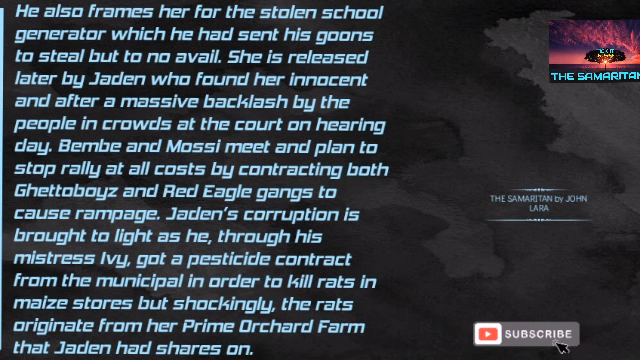 He also frames her for the stolen school
generator which he had sent his goons
to steal but to no avail. She is released
later by Jaden who found her innocent
and after a massive backlash by the
people in crowds at the court on hearing
day. Bembe and Mossi meet and plan to
stop rally at all costs by contracting both
Ghettoboyz and Red Eagle gangs to
cause rampage. Jaden's corruption is
brought to light as he, through his
mistress Ivy, got a pesticide contract
from the municipal in order to kill rats in
maize stores but shockingly, the rats
originate from her Prime Orchard Farm
that Jaden had shares on.
THE SAMARITAN
THE SAMARITAN by JOHN
LARA
SUBSCRIBE